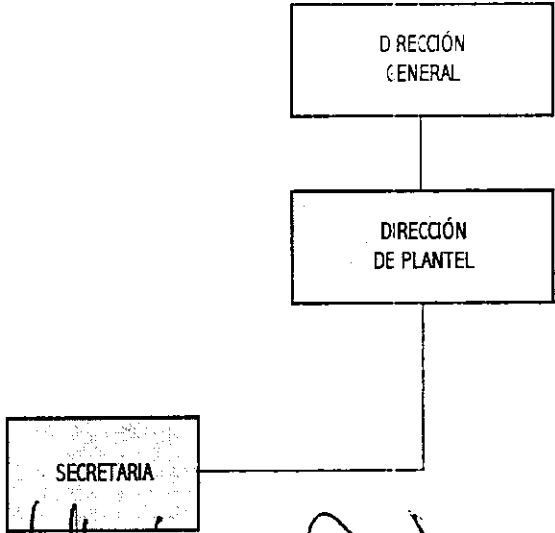 DIRECCIÓN
GENERAL
DIRECCIÓN
DE PLANTEL
SECRETARIA